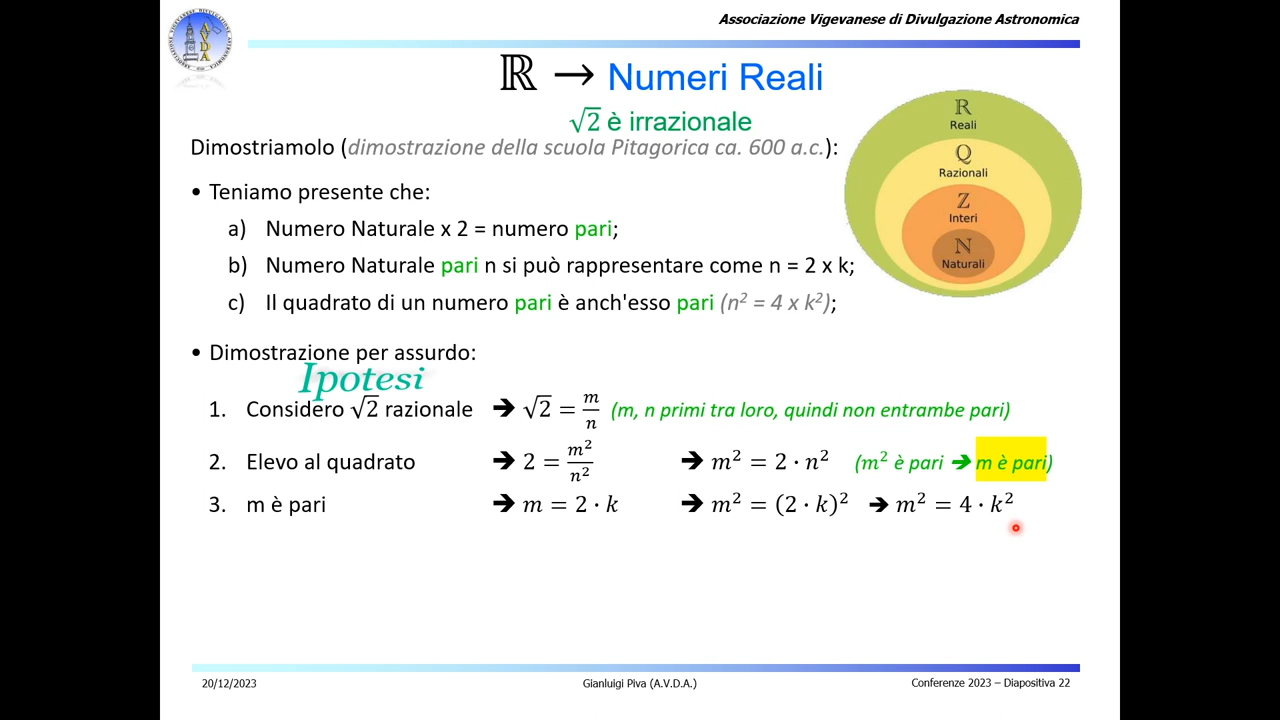 Associazione Vigevanese di Divulgazione Astronomica
ℝ → Numeri Reali
√2 è irrazionale
Dimostriamolo (dimostrazione della scuola Pitagorica ca. 600 a.c.):
• Teniamo presente che:
a) Numero Naturale x 2 = numero pari;
b) Numero Naturale pari n si può rappresentare come n = 2 x k;
c) Il quadrato di un numero pari è anch'esso pari (n² = 4 x k²);
ℝ
Reali
ℚ
Razionali
ℤ
Interi
ℕ
Naturali
• Dimostrazione per assurdo:
Ipotesi
1. Considero √2 razionale ➔ √2 = m/n (m, n primi tra loro, quindi non entrambe pari)
2. Elevo al quadrato ➔ 2 = m²/n² ➔ m² = 2 · n² (m² è pari ➔ m è pari)
3. m è pari ➔ m = 2 · k ➔ m² = (2 · k)² ➔ m² = 4 · k²
20/12/2023
Gianluigi Piva (A.V.D.A.)
Conferenze 2023 – Diapositiva 22